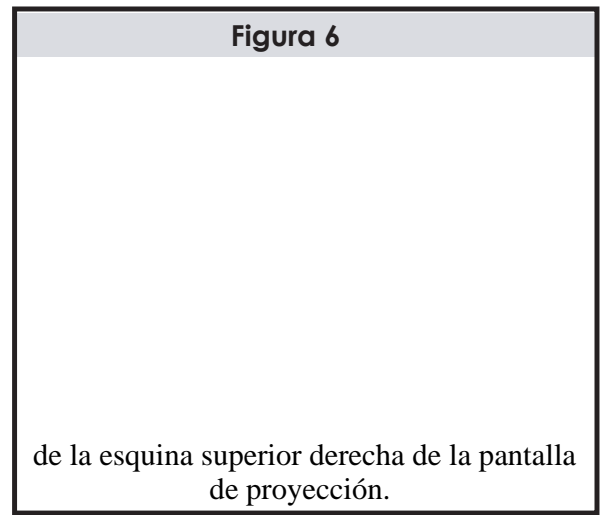 Figura 6
de la esquina superior derecha de la pantalla
de proyección.